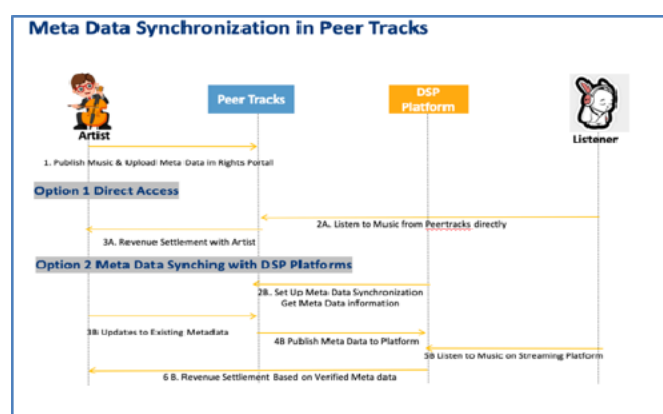 Meta Data Synchronization in Peer Tracks
Peer Tracks
DSP
Platform
Artist
Listener
1. Publish Music & Upload Meta Data in Rights Portal
Option 1 Direct Access
2A. Listen to Music from Peertracks directly
3A. Revenue Settlement with Artist
Option 2 Meta Data Synching with DSP Platforms
2B. Set Up Meta Data Synchronization
Get Meta Data information
3B: Updates to Existing Metadata
4B Publish Meta Data to Platform
5B Listen to Music on Streaming Platform
6 B. Revenue Settlement Based on Verified Meta data